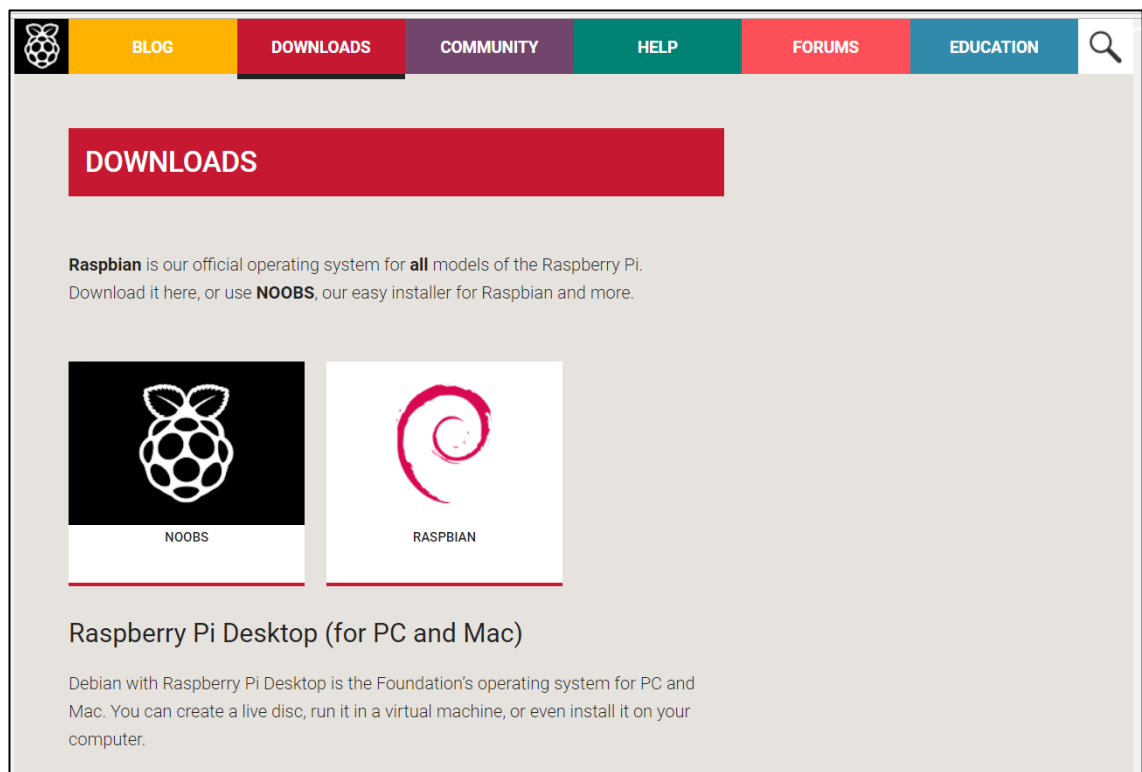 BLOG DOWNLOADS COMMUNITY HELP FORUMS EDUCATION
DOWNLOADS
Raspbian is our official operating system for all models of the Raspberry Pi.
Download it here, or use NOOBS, our easy installer for Raspbian and more.
NOOBS RASPBIAN
Raspberry Pi Desktop (for PC and Mac)
Debian with Raspberry Pi Desktop is the Foundation’s operating system for PC and
Mac. You can create a live disc, run it in a virtual machine, or even install it on your
computer.